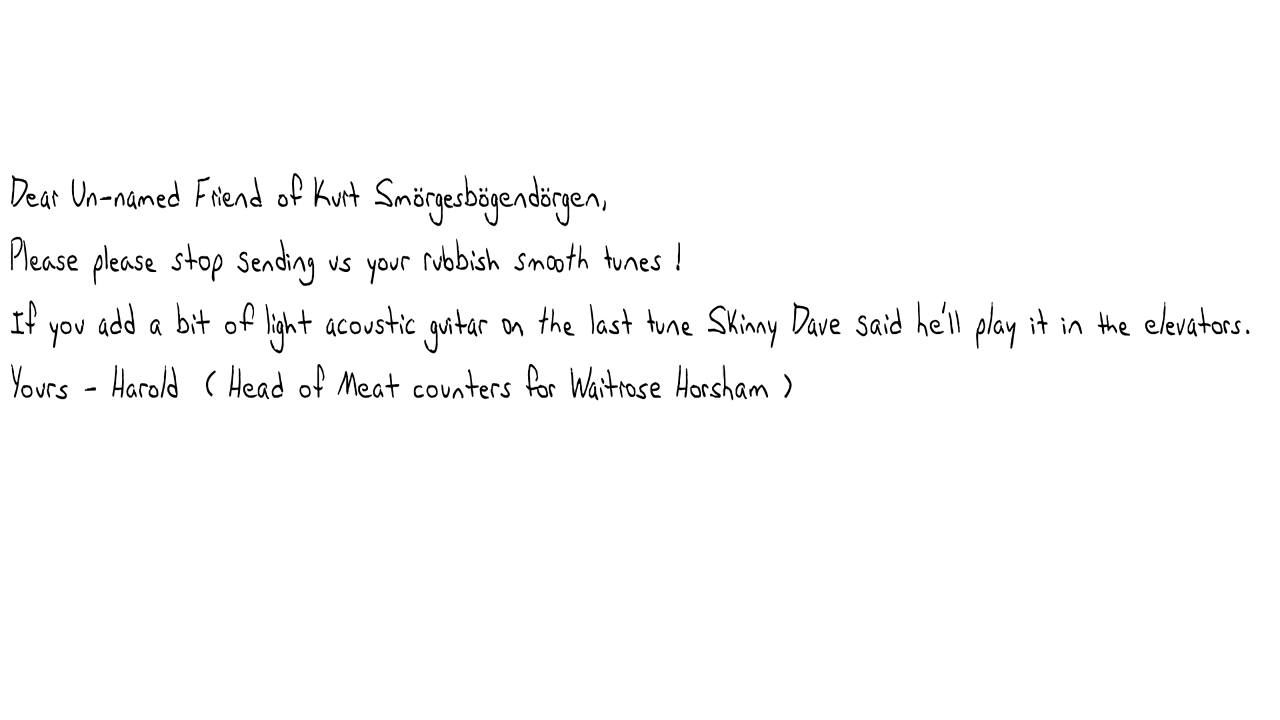 Dear Un-named Friend of Kurt Smörgesbögendörgen,
Please please stop sending us your rubbish smooth tunes !
If you add a bit of light acoustic guitar on the last tune Skinny Dave said he'll play it in the elevators.
Yours - Harold ( Head of Meat counters for Waitrose Horsham )